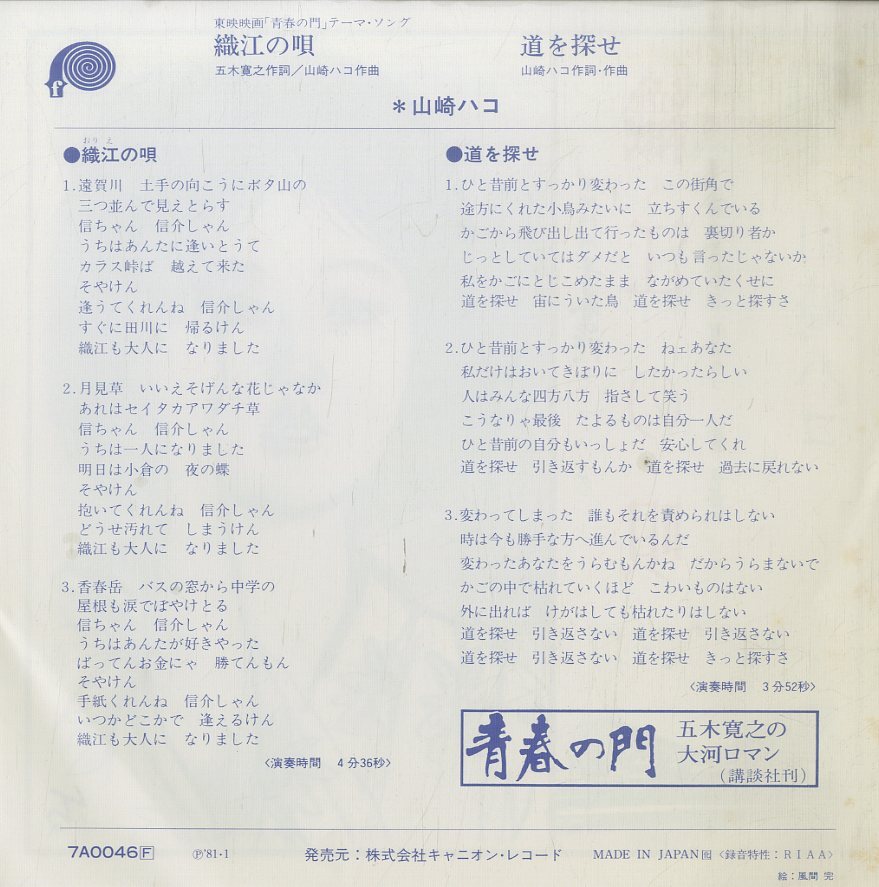 東映映画「青春の門」テーマ・ソング
織江の唄
五木寛之作詞／山崎ハコ作曲
道を探せ
山崎ハコ作詞・作曲
f
＊山崎ハコ
おりえ
●織江の唄
1.遠賀川　土手の向こうにボタ山の
三つ並んで見えとらす
信ちゃん　信介しゃん
うちはあんたに逢いとうて
カラス峠ば　越えて来た
そやけん
逢うてくれんね　信介しゃん
すぐに田川に　帰るけん
織江も大人に　なりました
2.月見草　いいえそげんな花じゃなか
あれはセイタカアワダチ草
信ちゃん　信介しゃん
うちは一人になりました
明日は小倉の　夜の蝶
そやけん
抱いてくれんね　信介しゃん
どうせ汚れて　しまうけん
織江も大人に　なりました
3.香春岳　バスの窓から中学の
屋根も涙でぼやけとる
信ちゃん　信介しゃん
うちはあんたが好きやった
ばってんお金にゃ　勝てんもん
そやけん
手紙くれんね　信介しゃん
いつかどこかで　逢えるけん
織江も大人に　なりました
〈演奏時間　4分36秒〉
●道を探せ
1.ひと昔前とすっかり変わった　この街角で
途方にくれた小鳥みたいに　立ちすくんでいる
かごから飛び出し出て行ったものは　裏切り者か
じっとしていてはダメだと　いつも言ったじゃないか
私をかごにとじこめたまま　ながめていたくせに
道を探せ　宙にういた鳥　道を探せ　きっと探すさ
2.ひと昔前とすっかり変わった　ねェあなた
私だけはおいてきぼりに　したかったらしい
人はみんな四方八方　指さして笑う
こうなりゃ最後　たよるものは自分一人だ
ひと昔前の自分もいっしょだ　安心してくれ
道を探せ　引き返すもんか　道を探せ　過去に戻れない
3.変わってしまった　誰もそれを責められはしない
時は今も勝手な方へ進んでいるんだ
変わったあなたをうらむもんかね　だからうらまないで
かごの中で枯れていくほど　こわいものはない
外に出れば　けがはしても枯れたりはしない
道を探せ　引き返さない　道を探せ　引き返さない
道を探せ　引き返さない　道を探せ　きっと探すさ
〈演奏時間　3分52秒〉
青春の門
五木寛之の
大河ロマン
（講談社刊）
7A0046 F
℗'81・1
発売元：株式会社キャニオン・レコード
MADE IN JAPAN〈録音特性：RIAA〉
絵：風間 完